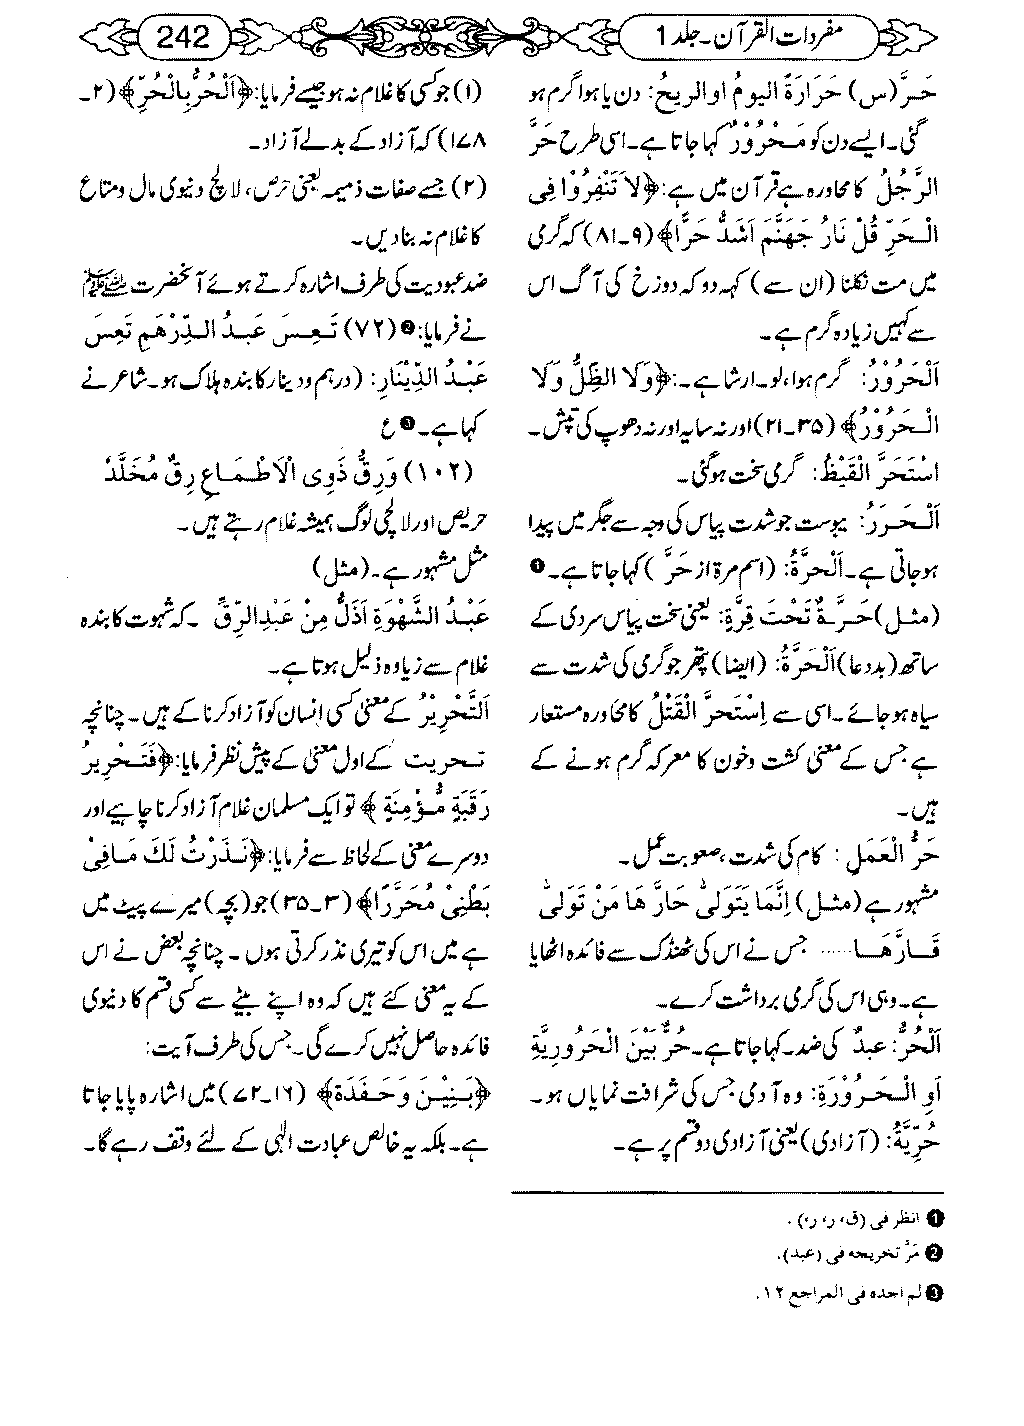 مفردات القرآن۔ جلد 1
242
حَرَّ (س) حَرَارَةً اليومُ اوالريحُ: دن یا ہوا گرم ہو
گئی۔ ایسے دن کو مَحْرُوْرٌ کہا جاتا ہے۔ اسی طرح حَرَّ
الرَّجُلُ کا محاورہ ہے قرآن میں ہے: ﴿لَا تَنْفِرُوْا فِی
الْحَرِّ قُلْ نَارُ جَهَنَّمَ اَشَدُّ حَرًّا﴾ (۹۔۸۱) کہ گرمی
میں مت نکلنا (ان سے) کہہ دو کہ دوزخ کی آگ اس
سے کہیں زیادہ گرم ہے۔
اَلْحَرُوْرُ: گرم ہوا، لو۔ ارشا ہے۔: ﴿وَلَا الظِّلُّ وَلَا
الْحَرُوْرُ﴾ (۳۵۔۲۱) اور نہ سایہ اور نہ دھوپ کی تپش۔
اسْتَحَرَّ الْقَيْظُ: گرمی سخت ہوگئی۔
اَلْحَرَرُ: یبوست جو شدت پیاس کی وجہ سے جگر میں پیدا
ہو جاتی ہے۔ اَلْحَرَّةُ: (اسم مرۃ از حَرَّ) کہا جاتا ہے۔ ❶
(مثل) حَرَّةٌ تَحْتَ قِرَّةٍ: یعنی سخت پیاس سردی کے
ساتھ (بددعا) اَلْحَرَّةُ: (ایضا) پتھر جو گرمی کی شدت سے
سیاہ ہو جائے۔ اسی سے اِسْتَحَرَّ الْقَتْلُ کا محاورہ مستعار
ہے جس کے معنی کشت وخون کا معرکہ گرم ہونے کے
ہیں۔
حَرُّ الْعَمَلِ: کام کی شدت، صعوبت عمل۔
مشہور ہے (مثل) اِنَّمَا يَتَوَلّٰی حَارَّهَا مَنْ تَوَلّٰی
قَارَّهَا ...... جس نے اس کی ٹھنڈک سے فائدہ اٹھایا
ہے۔ وہی اس کی گرمی برداشت کرے۔
اَلْحُرُّ: عبدٌ کی ضد۔ کہا جاتا ہے۔ حُرٌّ بَيْنَ الْحَرُوْرِيَّةِ
اَوِ الْحَرُوْرَةِ: وہ آدمی جس کی شرافت نمایاں ہو۔
حُرِّيَّةٌ: (آزادی) یعنی آزادی دو قسم پر ہے۔
(۱) جو کسی کا غلام نہ ہو جیسے فرمایا: ﴿اَلْحُرُّ بِالْحُرِّ﴾ (۲۔
۱۷۸) کہ آزاد کے بدلے آزاد۔
(۲) جسے صفات ذمیمہ یعنی حرص، لالچ دنیوی مال ومتاع
کا غلام نہ بنا دیں۔
ضد عبودیت کی طرف اشارہ کرتے ہوئے آنحضرت ﷺ
نے فرمایا: ❷ (۷۲) تَعِسَ عَبْدُ الدِّرْهَمِ تَعِسَ
عَبْدُ الدِّيْنَارِ: (درہم ودینار کا بندہ ہلاک ہو۔ شاعر نے
کہا ہے۔ ❸ ع
(۱۰۲) وَرِقُّ ذَوِی الْاَطْمَاعِ رِقٌّ مُخَلَّدٌ
حریص اور لالچی لوگ ہمیشہ غلام رہتے ہیں۔
مثل مشہور ہے۔ (مثل)
عَبْدُ الشَّهْوَةِ اَذَلُّ مِنْ عَبْدِ الرِّقِّ۔ کہ شہوت کا بندہ
غلام سے زیادہ ذلیل ہوتا ہے۔
اَلتَّحْرِيْرُ کے معنیٰ کسی انسان کو آزاد کرنا کے ہیں۔ چنانچہ
تحریت کے اول معنیٰ کے پیش نظر فرمایا: ﴿فَتَحْرِيْرُ
رَقَبَةٍ مُّؤْمِنَةٍ﴾ تو ایک مسلمان غلام آزاد کرنا چاہیے اور
دوسرے معنی کے لحاظ سے فرمایا: ﴿نَذَرْتُ لَكَ مَافِیْ
بَطْنِیْ مُحَرَّرًا﴾ (۳۔۳۵) جو (بچہ) میرے پیٹ میں
ہے میں اس کو تیری نذر کرتی ہوں۔ چنانچہ بعض نے اس
کے یہ معنی کئے ہیں کہ وہ اپنے بیٹے سے کسی قسم کا دنیوی
فائدہ حاصل نہیں کرے گی۔ جس کی طرف آیت:
﴿بَنِيْنَ وَحَفَدَةً﴾ (۱۶۔۷۲) میں اشارہ پایا جاتا
ہے۔ بلکہ یہ خالص عبادت الٰہی کے لئے وقف رہے گا۔
❶ انظر فی (ق، ر، ر،).
❷ مَرَّ تخریجہ فی (عبد).
❸ لم اجدہ فی المراجع ۱۲.